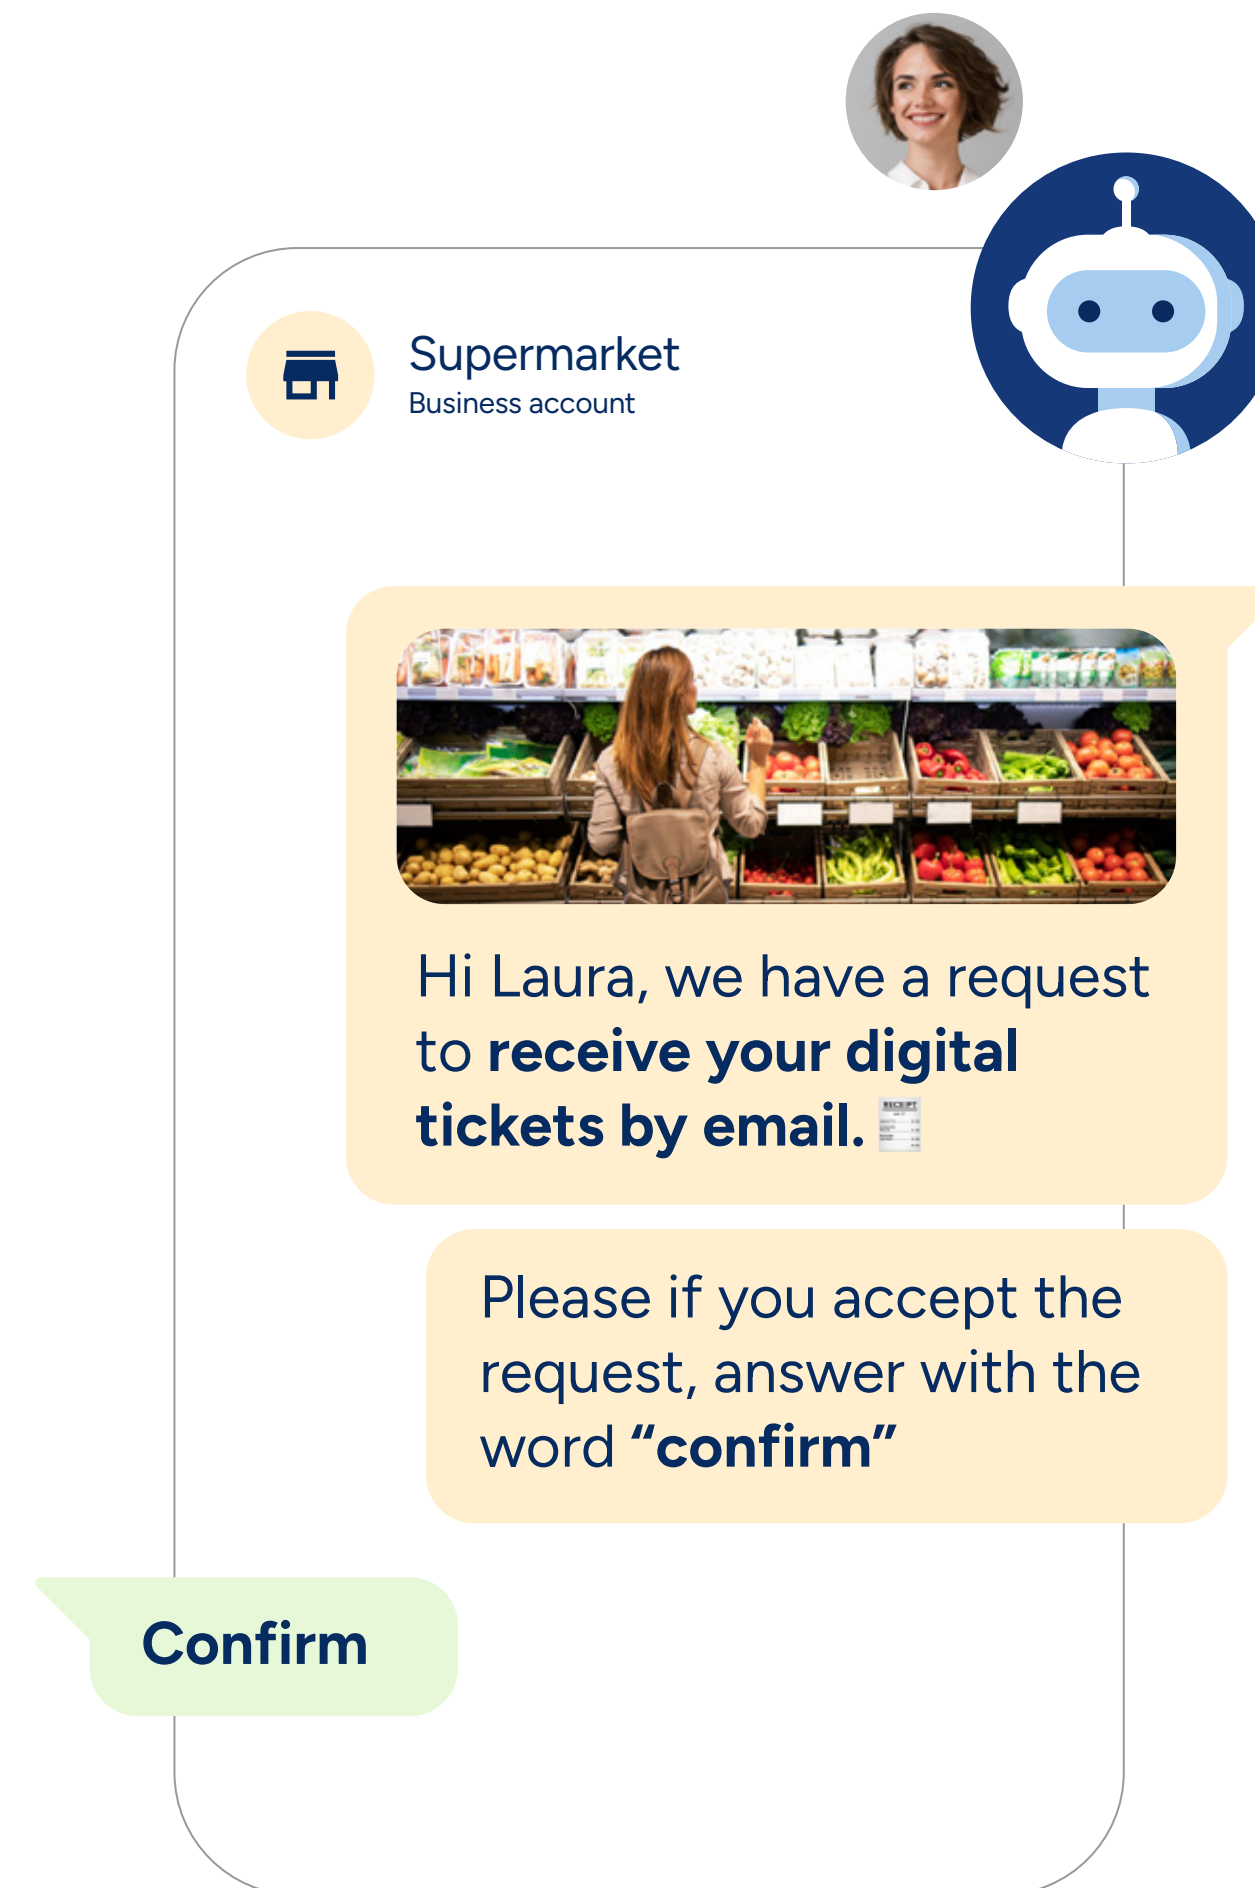 Supermarket
Business account
Hi Laura, we have a request
to receive your digital
tickets by email.
RECEIPT
Please if you accept the
request, answer with the
word “confirm”
Confirm